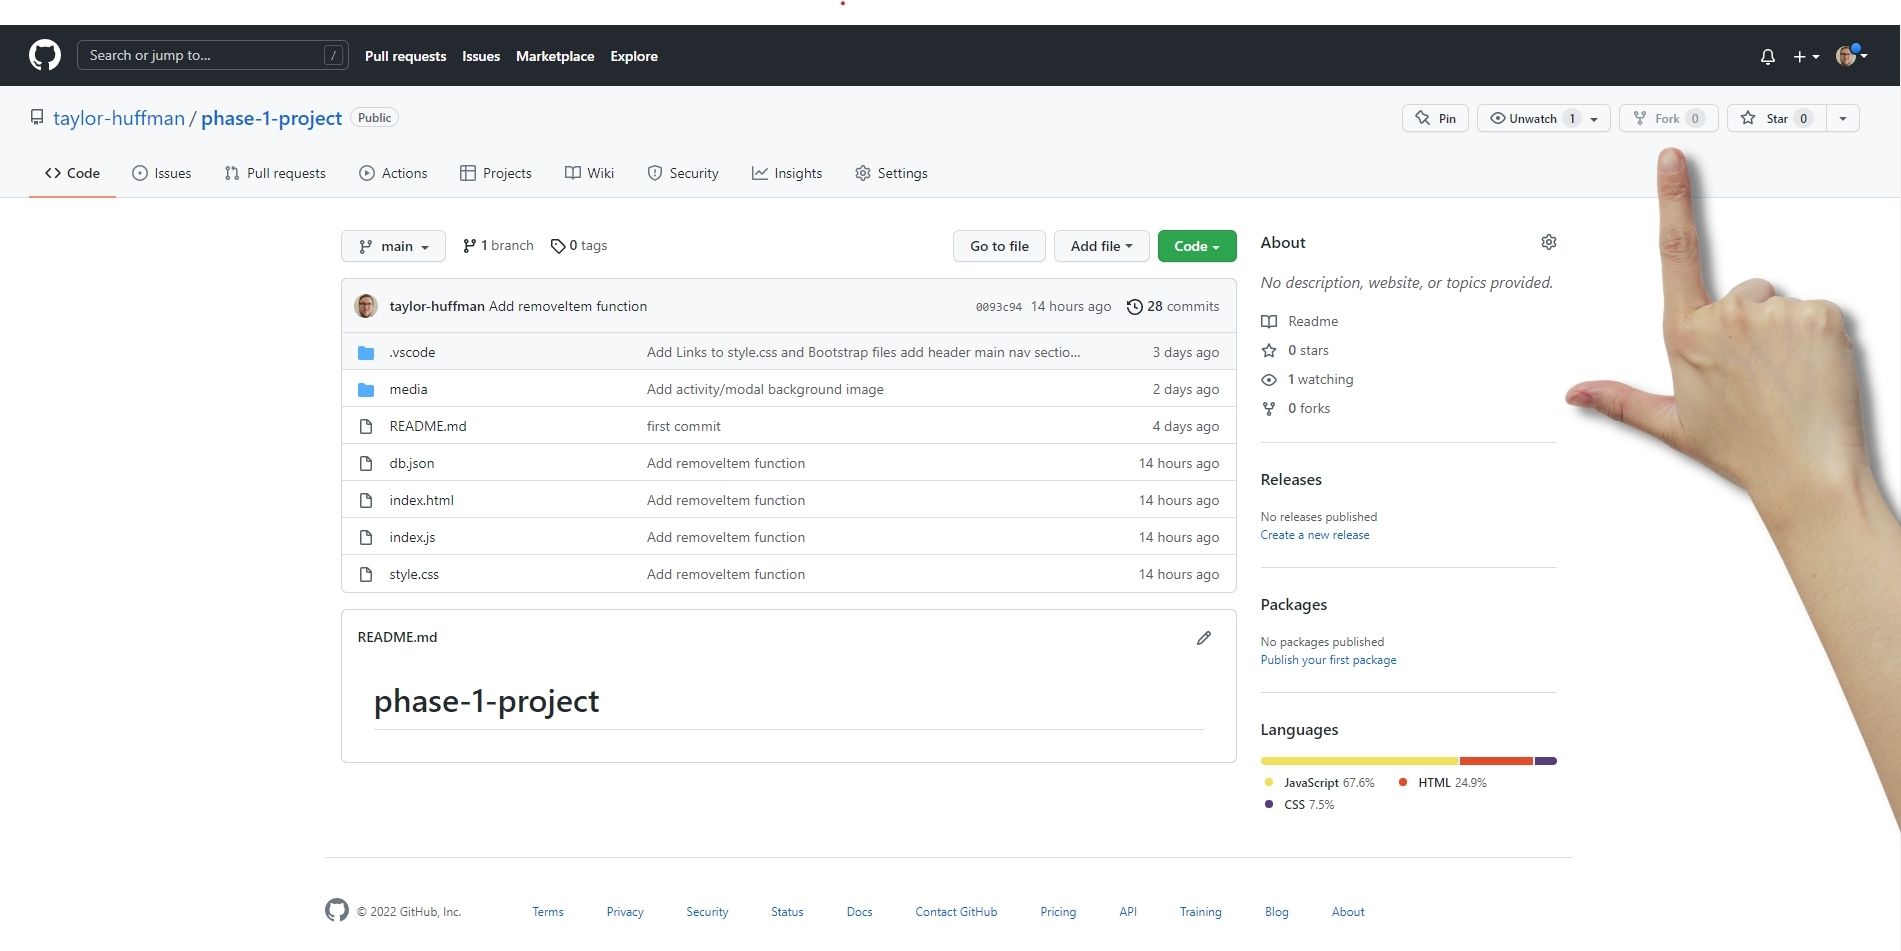 Search or jump to... /
Pull requests Issues Marketplace Explore
taylor-huffman / phase-1-project Public
Pin Unwatch 1 Fork 0 Star 0
Code Issues Pull requests Actions Projects Wiki Security Insights Settings
main 1 branch 0 tags Go to file Add file Code
taylor-huffman Add removeItem function 0093c94 14 hours ago 28 commits
.vscode Add Links to style.css and Bootstrap files add header main nav sectio... 3 days ago
media Add activity/modal background image 2 days ago
README.md first commit 4 days ago
db.json Add removeItem function 14 hours ago
index.html Add removeItem function 14 hours ago
index.js Add removeItem function 14 hours ago
style.css Add removeItem function 14 hours ago
README.md
phase-1-project
About
No description, website, or topics provided.
Readme
0 stars
1 watching
0 forks
Releases
No releases published
Create a new release
Packages
No packages published
Publish your first package
Languages
JavaScript 67.6% HTML 24.9%
CSS 7.5%
© 2022 GitHub, Inc. Terms Privacy Security Status Docs Contact GitHub Pricing API Training Blog About